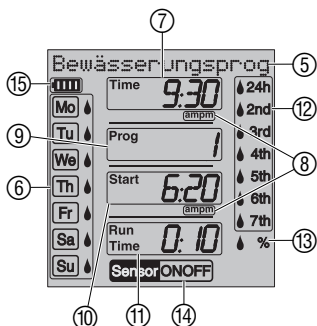 ⑦
Bewässerungsprog ⑤
⑮ Time 9:30 ampm 24h
Mo 2nd ⑫
⑨ Prog 1 3rd
Tu 4th ⑧
We 5th
⑥ Th Start 6:20 ampm 6th
Fr 7th
Sa Run Time 0:10 % ⑬
Su
Sensor ONOFF
⑩ ⑪ ⑭